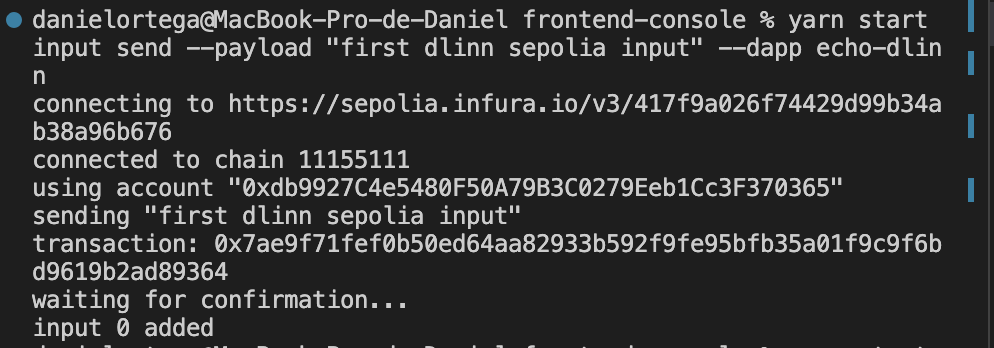 danielortega@MacBook-Pro-de-Daniel frontend-console % yarn start
input send --payload "first dlinn sepolia input" --dapp echo-dlin
n
connecting to https://sepolia.infura.io/v3/417f9a026f74429d99b34a
b38a96b676
connected to chain 11155111
using account "0xdb9927C4e5480F50A79B3C0279Eeb1Cc3F370365"
sending "first dlinn sepolia input"
transaction: 0x7ae9f71fef0b50ed64aa82933b592f9fe95bfb35a01f9c9f6b
d9619b2ad89364
waiting for confirmation...
input 0 added